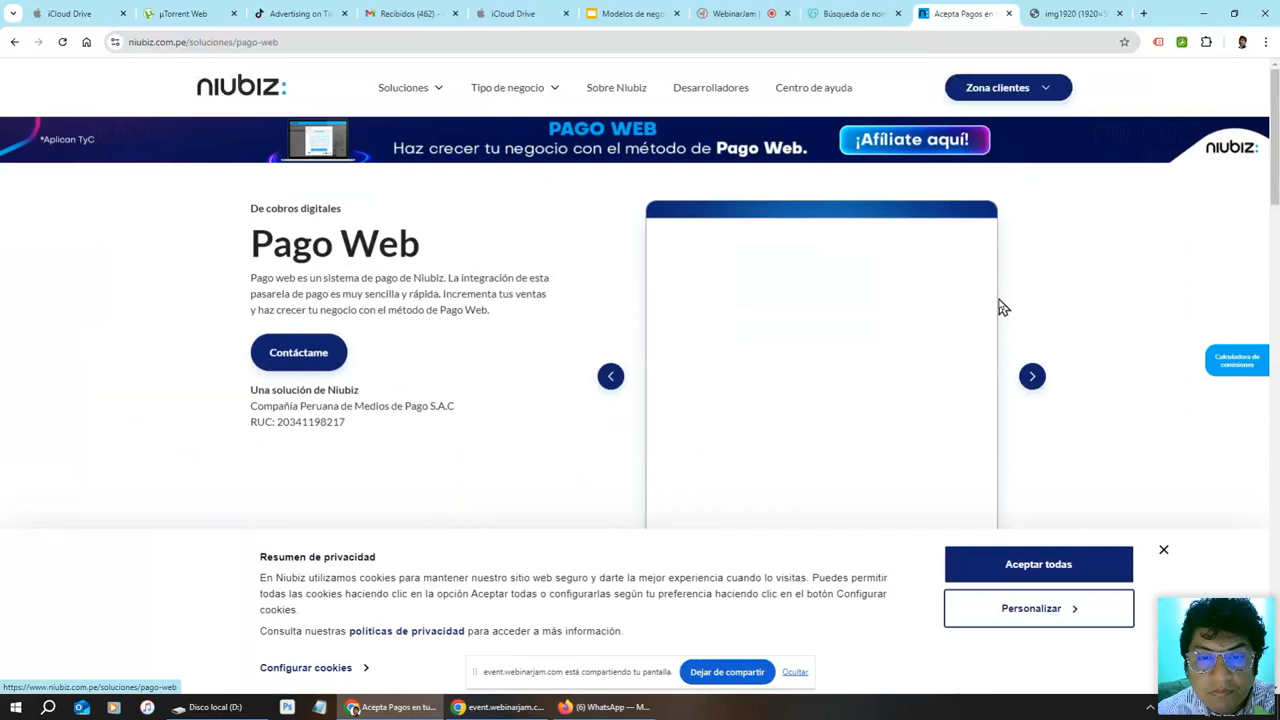 iCloud Drive
µTorrent Web
Advertising on Ti
Recibidos (462) -
iCloud Drive
Modelos de nego
WebinarJam |
Búsqueda de nom
Acepta Pagos en
img1920 (1920×5
niubiz.com.pe/soluciones/pago-web
niubiz:
Soluciones
Tipo de negocio
Sobre Niubiz
Desarrolladores
Centro de ayuda
Zona clientes
*Aplican TyC
PAGO WEB
Haz crecer tu negocio con el método de Pago Web.
¡Afíliate aquí!
niubiz:
De cobros digitales
Pago Web
Pago web es un sistema de pago de Niubiz. La integración de esta
pasarela de pago es muy sencilla y rápida. Incrementa tus ventas
y haz crecer tu negocio con el método de Pago Web.
Contáctame
Una solución de Niubiz
Compañía Peruana de Medios de Pago S.A.C
RUC: 20341198217
Calculadora de
comisiones
Resumen de privacidad
En Niubiz utilizamos cookies para mantener nuestro sitio web seguro y darte la mejor experiencia cuando lo visitas. Puedes permitir
todas las cookies haciendo clic en la opción Aceptar todas o configurarlas según tu preferencia haciendo clic en el botón Configurar
cookies.
Consulta nuestras políticas de privacidad para acceder a más información.
Configurar cookies
Aceptar todas
Personalizar
event.webinarjam.com está compartiendo tu pantalla.
Dejar de compartir
Ocultar
https://www.niubiz.com.pe/soluciones/pago-web
Disco local (D:)
Acepta Pagos en tu...
event.webinarjam.c...
(6) WhatsApp — M...